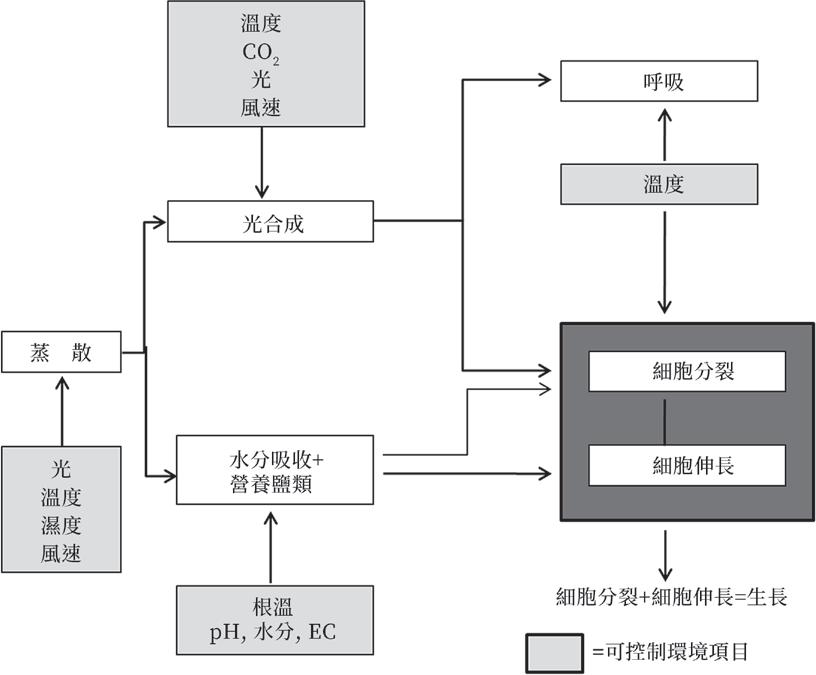 溫度
CO₂
光
風速
呼吸
溫度
光合成
蒸　散
細胞分裂
水分吸收+
營養鹽類
細胞伸長
光
溫度
濕度
風速
根溫
pH, 水分, EC
細胞分裂+細胞伸長=生長
=可控制環境項目